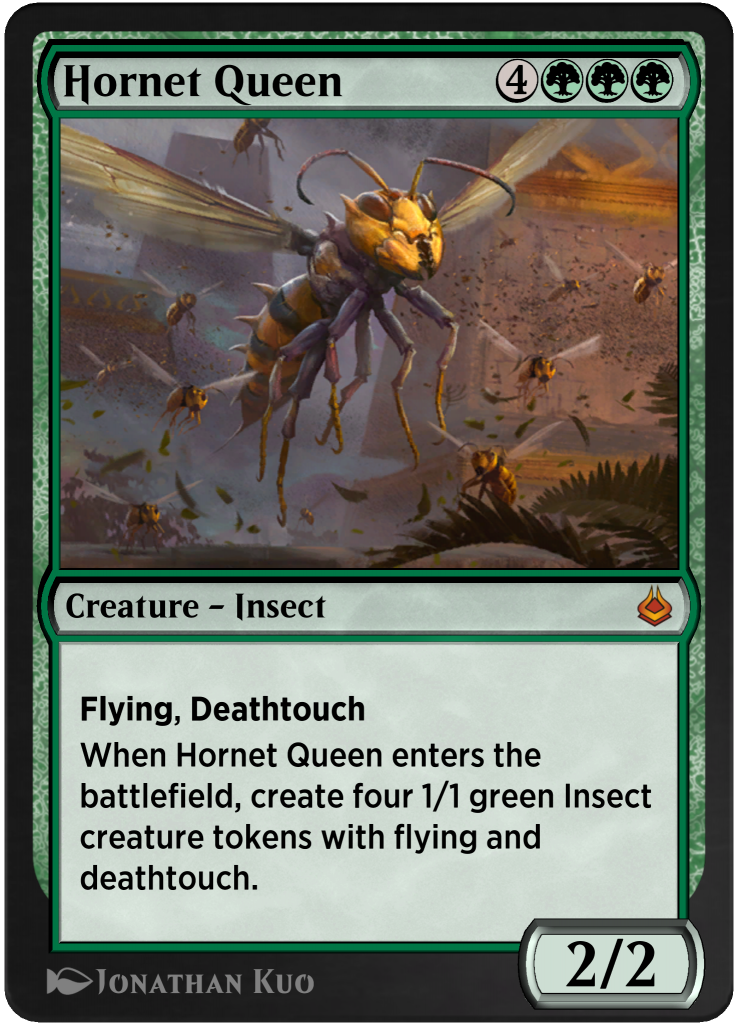 Hornet Queen 4
Creature – Insect
Flying, Deathtouch
When Hornet Queen enters the
battlefield, create four 1/1 green Insect
creature tokens with flying and
deathtouch.
2/2
Jonathan Kuo